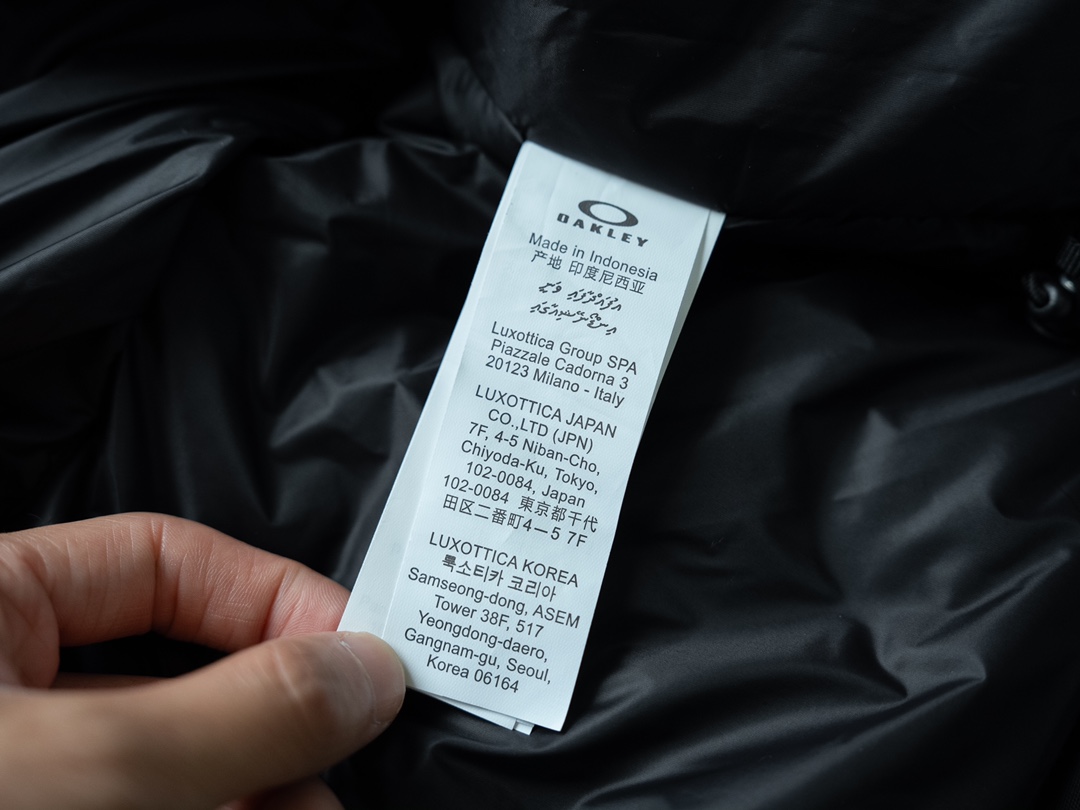 OAKLEY
Made in Indonesia
产地 印度尼西亚
Luxottica Group SPA
Piazzale Cadorna 3
20123 Milano - Italy
LUXOTTICA JAPAN
CO.,LTD (JPN)
7F, 4-5 Niban-Cho,
Chiyoda-Ku, Tokyo,
102-0084, Japan
102-0084 東京都千代
田区二番町4－5 7F
LUXOTTICA KOREA
룩소티카 코리아
Samseong-dong, ASEM
Tower 38F, 517
Yeongdong-daero,
Gangnam-gu, Seoul,
Korea 06164